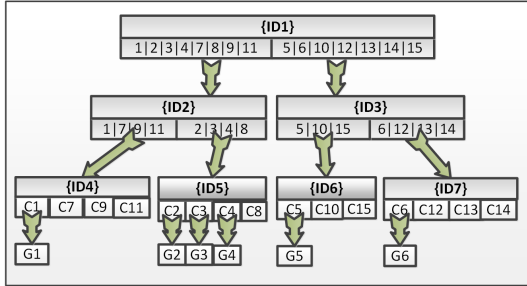 {ID1}
1|2|3|4|7|8|9|11 5|6|10|12|13|14|15
{ID2} {ID3}
1|7|9|11 2|3|4|8 5|10|15 6|12|13|14
{ID4} {ID5} {ID6} {ID7}
C1 C7 C9 C11 C2 C3 C4 C8 C5 C10 C15 C6 C12 C13 C14
G1 G2 G3 G4 G5 G6